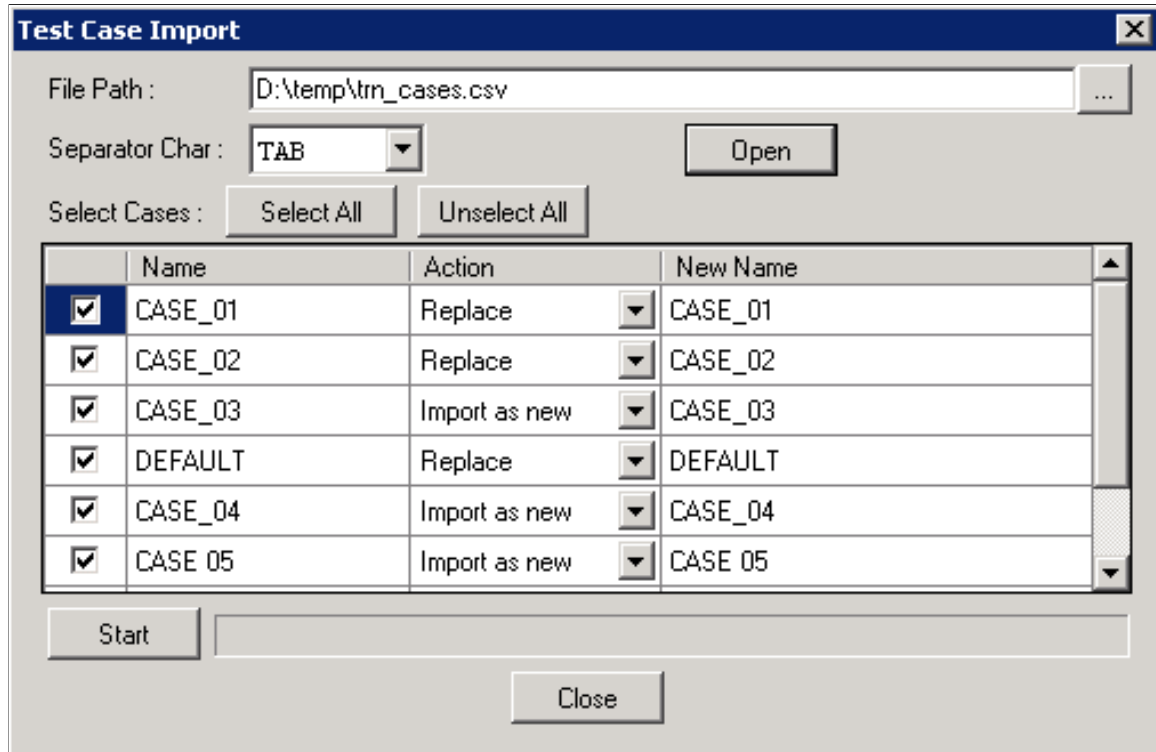 Test Case Import
File Path : D:\temp\trn_cases.csv ...
Separator Char : TAB Open
Select Cases : Select All Unselect All
Name Action New Name
CASE_01 Replace CASE_01
CASE_02 Replace CASE_02
CASE_03 Import as new CASE_03
DEFAULT Replace DEFAULT
CASE_04 Import as new CASE_04
CASE 05 Import as new CASE 05
Start
Close